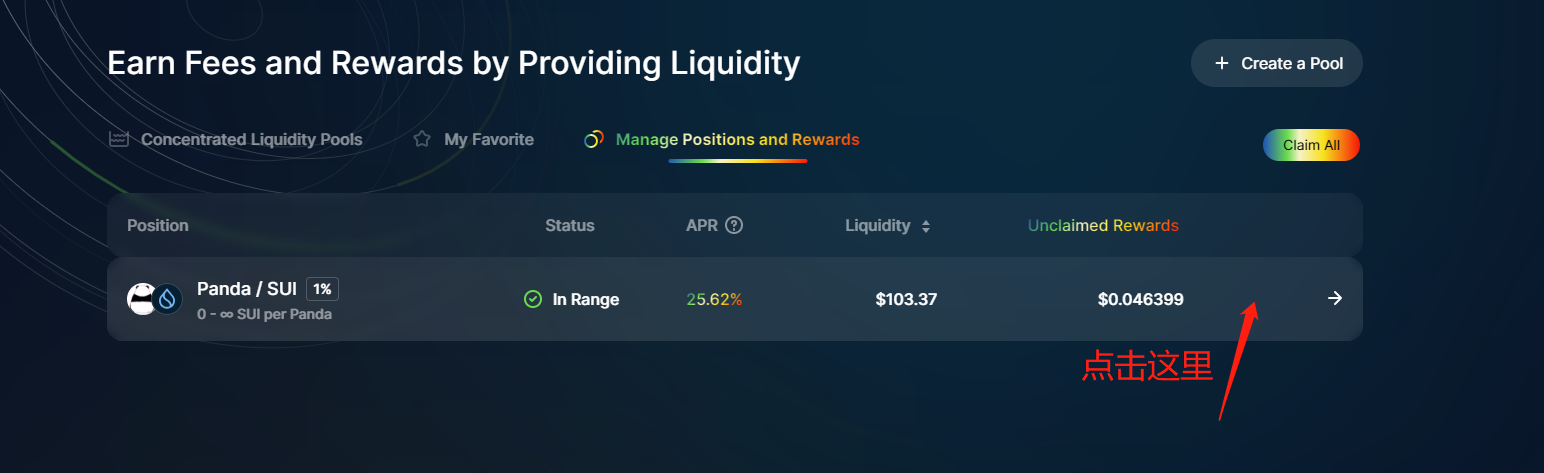 Earn Fees and Rewards by Providing Liquidity
+ Create a Pool
Concentrated Liquidity Pools My Favorite Manage Positions and Rewards Claim All
Position Status APR ? Liquidity Unclaimed Rewards
Panda / SUI 1%
0 - ∞ SUI per Panda
In Range 25.62% $103.37 $0.046399
点击这里